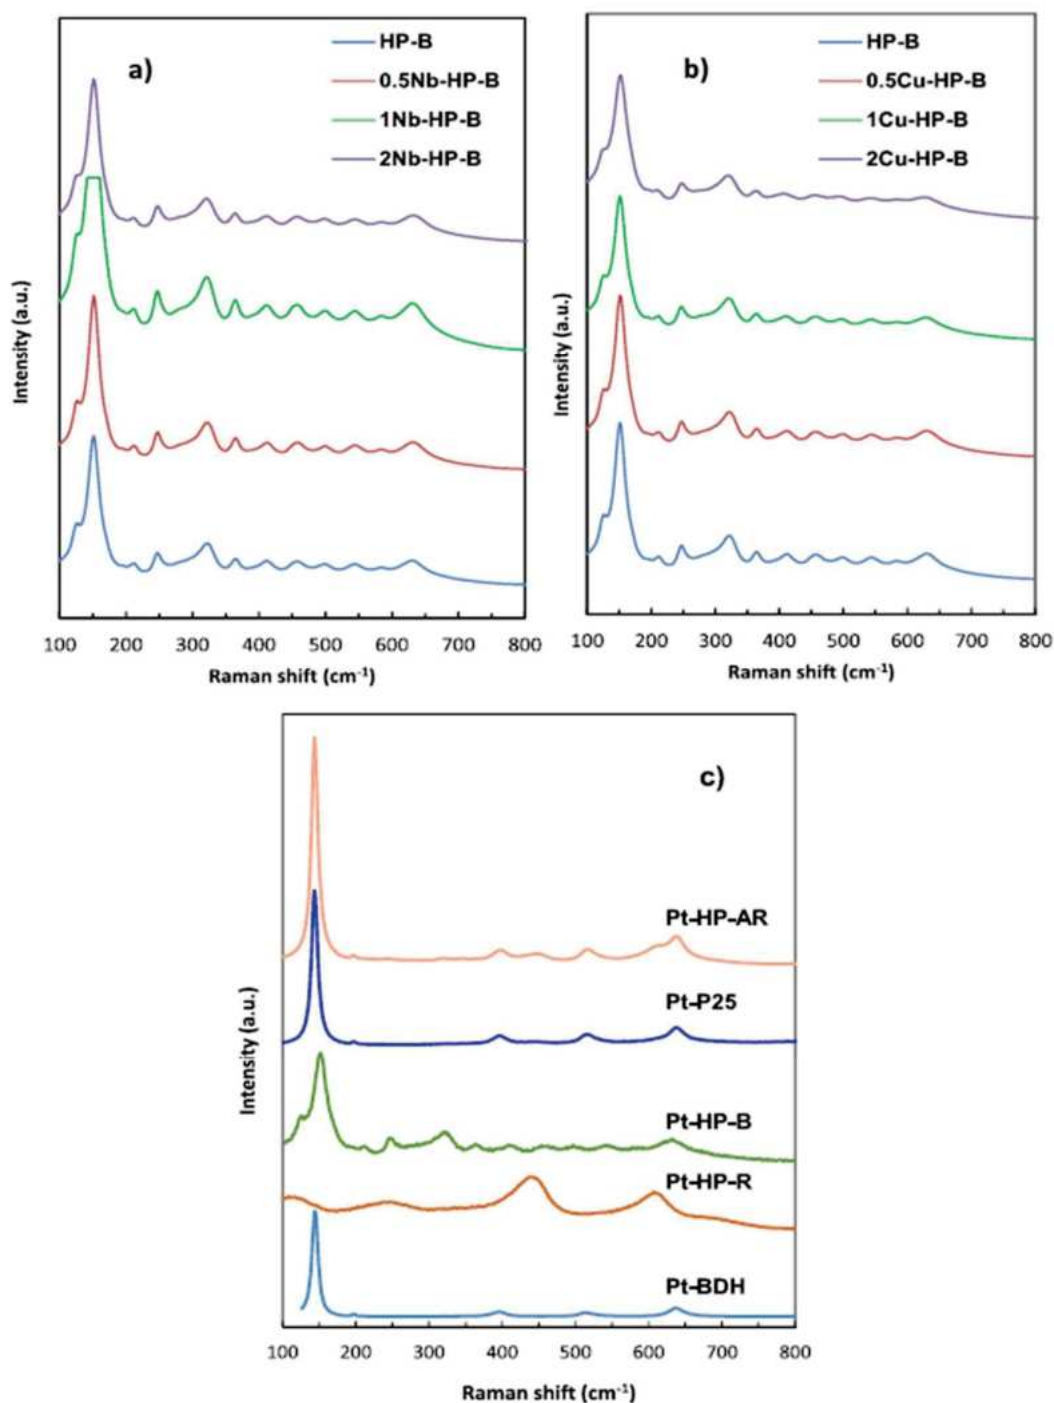 a)
HP-B
0.5Nb-HP-B
1Nb-HP-B
2Nb-HP-B
Intensity (a.u.)
100 200 300 400 500 600 700 800
Raman shift (cm⁻¹)
b)
HP-B
0.5Cu-HP-B
1Cu-HP-B
2Cu-HP-B
Intensity (a.u.)
100 200 300 400 500 600 700 800
Raman shift (cm⁻¹)
c)
Pt-HP-AR
Pt-P25
Pt-HP-B
Pt-HP-R
Pt-BDH
Intensity (a.u.)
100 200 300 400 500 600 700 800
Raman shift (cm⁻¹)